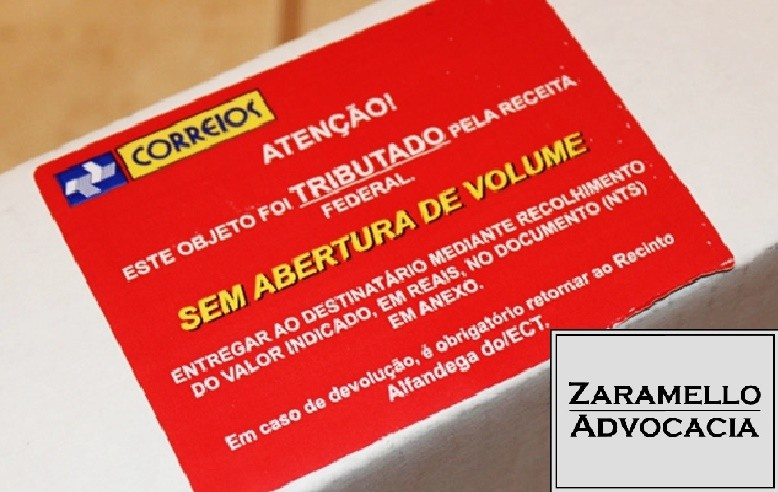 CORREIOS
ATENÇÃO!
ESTE OBJETO FOI TRIBUTADO PELA RECEITA
FEDERAL.
SEM ABERTURA DE VOLUME
ENTREGAR AO DESTINATÁRIO MEDIANTE RECOLHIMENTO
DO VALOR INDICADO, EM REAIS, NO DOCUMENTO (NTS)
EM ANEXO.
Em caso de devolução, é obrigatório retornar ao Recinto
Alfandega do/ECT.
ZARAMELLO
ADVOCACIA